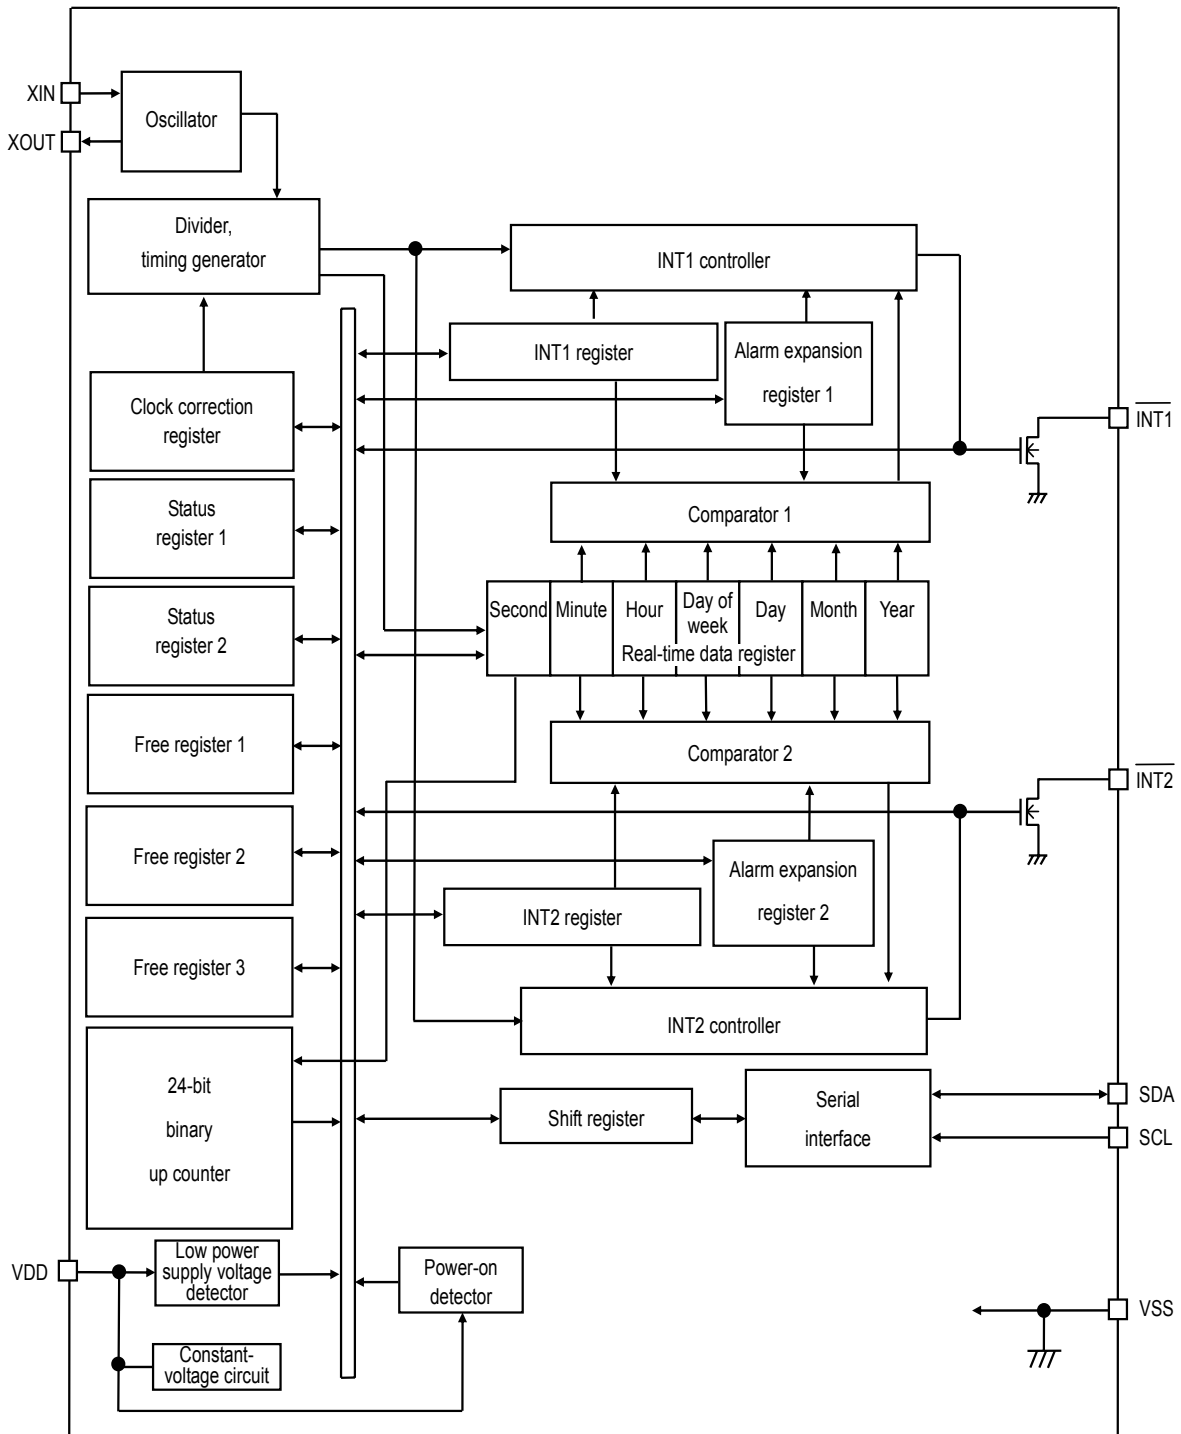 XIN
Oscillator
XOUT
Divider,
timing generator
INT1 controller
INT1 register
Alarm expansion
register 1
Clock correction
register
INT1
Status
register 1
Comparator 1
Status
register 2
Second
Minute
Hour
Day of
week
Day
Month
Year
Real-time data register
Free register 1
Comparator 2
INT2
Free register 2
Alarm expansion
register 2
INT2 register
Free register 3
INT2 controller
24-bit
binary
up counter
Shift register
Serial
interface
SDA
SCL
VDD
Low power
supply voltage
detector
Power-on
detector
VSS
Constant-
voltage circuit